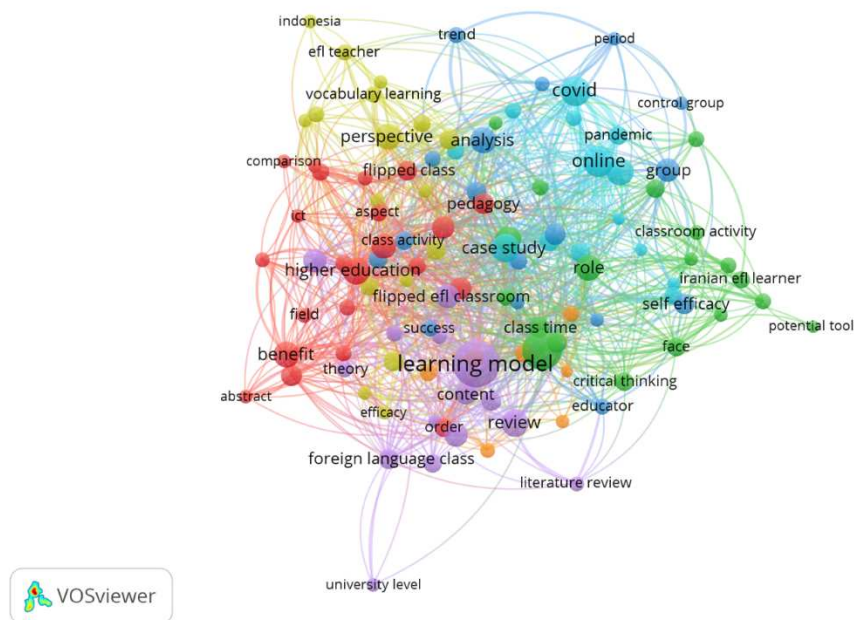 indonesia
trend
period
efl teacher
vocabulary learning
covid
control group
perspective
analysis
pandemic
comparison
flipped class
online
group
ict
aspect
pedagogy
class activity
case study
classroom activity
higher education
role
iranian efl learner
flipped efl classroom
self efficacy
field
success
class time
potential tool
benefit
learning model
face
theory
critical thinking
abstract
content
efficacy
order
review
educator
foreign language class
literature review
university level
VOSviewer